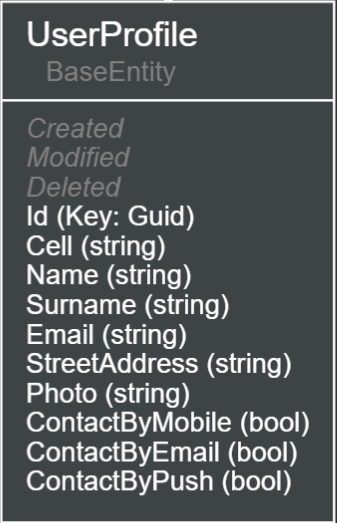 UserProfile
BaseEntity
Created
Modified
Deleted
Id (Key: Guid)
Cell (string)
Name (string)
Surname (string)
Email (string)
StreetAddress (string)
Photo (string)
ContactByMobile (bool)
ContactByEmail (bool)
ContactByPush (bool)